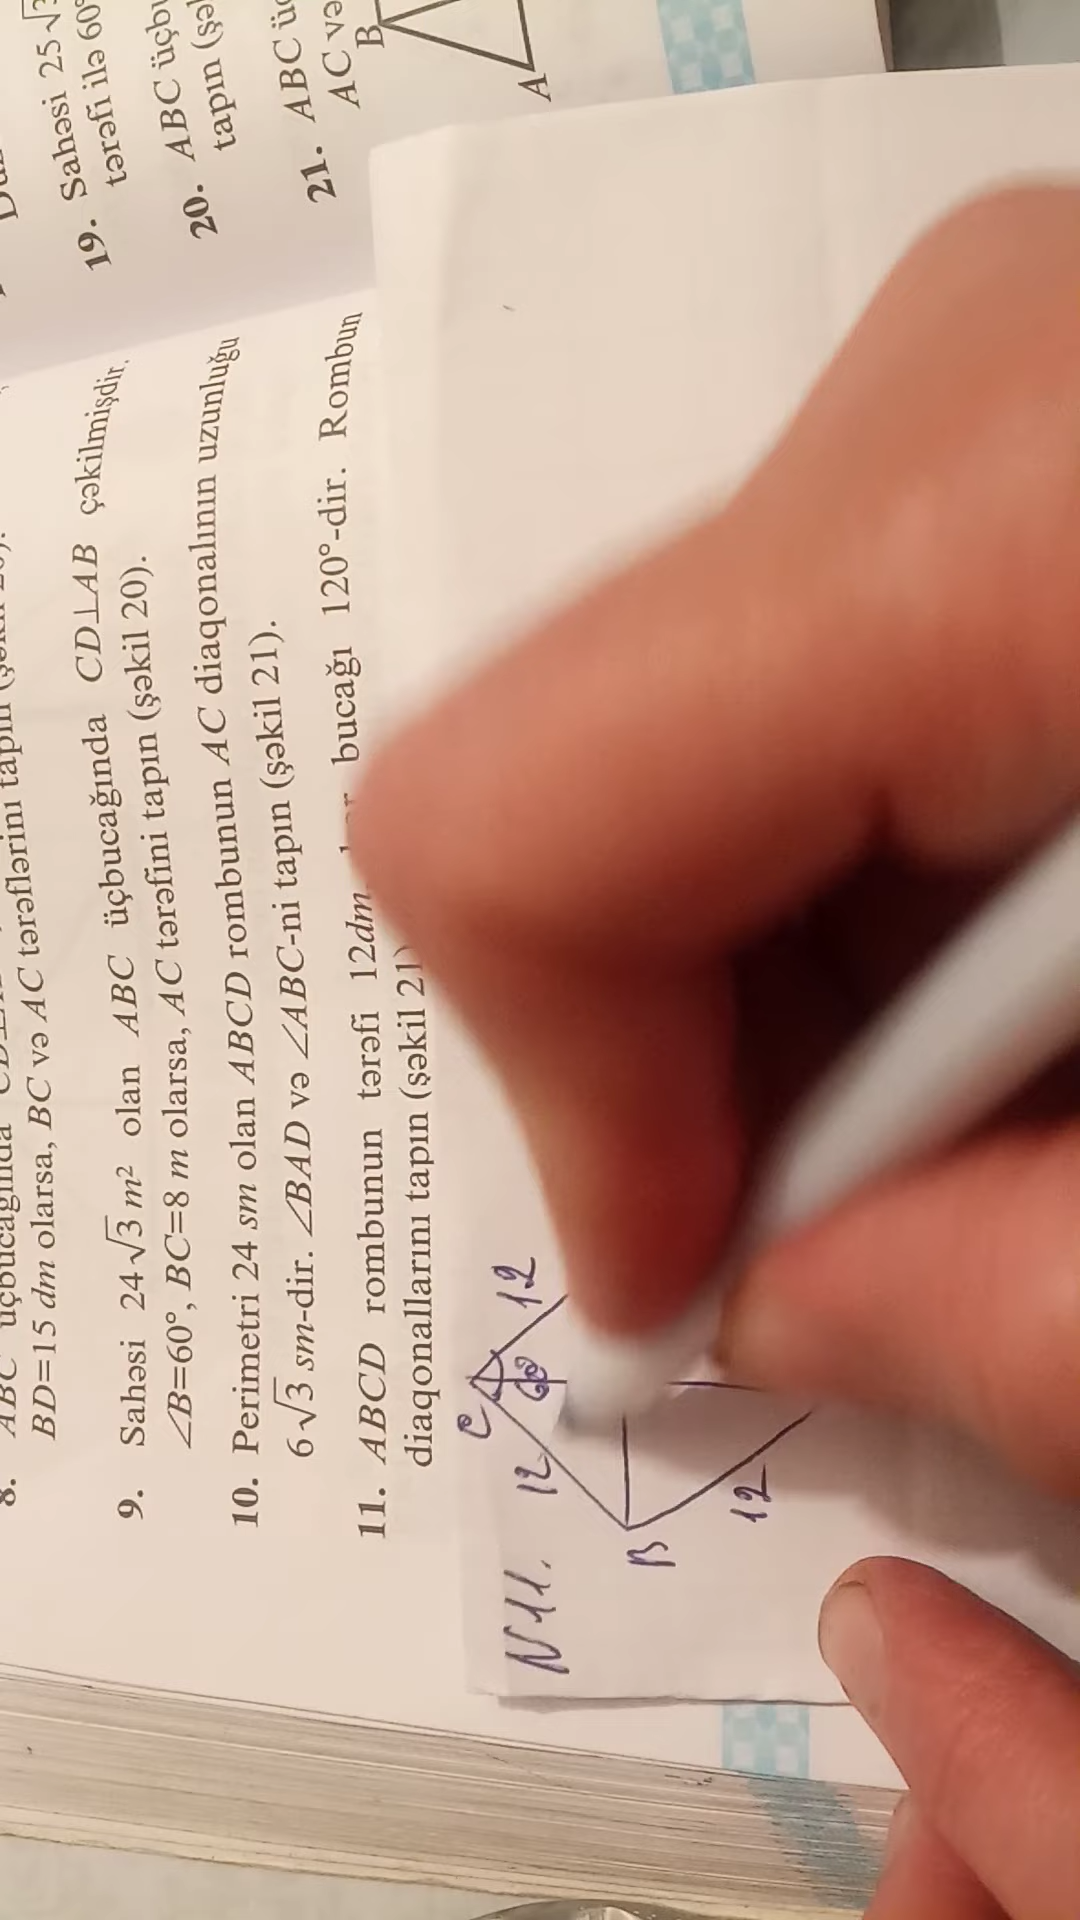 BD=15 dm olarsa, BC və AC tərəflərini tapın
9. Sahəsi 24√3 m² olan ABC üçbucağında CD⊥AB çəkilmişdir.
∠B=60°, BC=8 m olarsa, AC tərəfini tapın (şəkil 20).
10. Perimetri 24 sm olan ABCD rombunun AC diaqonalının uzunluğu
6√3 sm-dir. ∠BAD və ∠ABC-ni tapın (şəkil 21).
11. ABCD rombunun tərəfi 12dm bucağı 120°-dir. Rombun
diaqonallarını tapın (şəkil 21)
19. Sahəsi 25√
tərəfi ilə 60°
20. ABC
tapın
21. ABC
AC və
B
A
N11.
C
12
12
60°
B
12